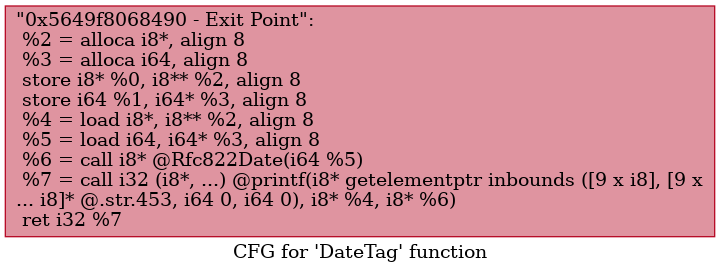 "0x5649f8068490 - Exit Point":
%2 = alloca i8*, align 8
%3 = alloca i64, align 8
store i8* %0, i8** %2, align 8
store i64 %1, i64* %3, align 8
%4 = load i8*, i8** %2, align 8
%5 = load i64, i64* %3, align 8
%6 = call i8* @Rfc822Date(i64 %5)
%7 = call i32 (i8*, ...) @printf(i8* getelementptr inbounds ([9 x i8], [9 x
... i8]* @.str.453, i64 0, i64 0), i8* %4, i8* %6)
ret i32 %7
CFG for 'DateTag' function